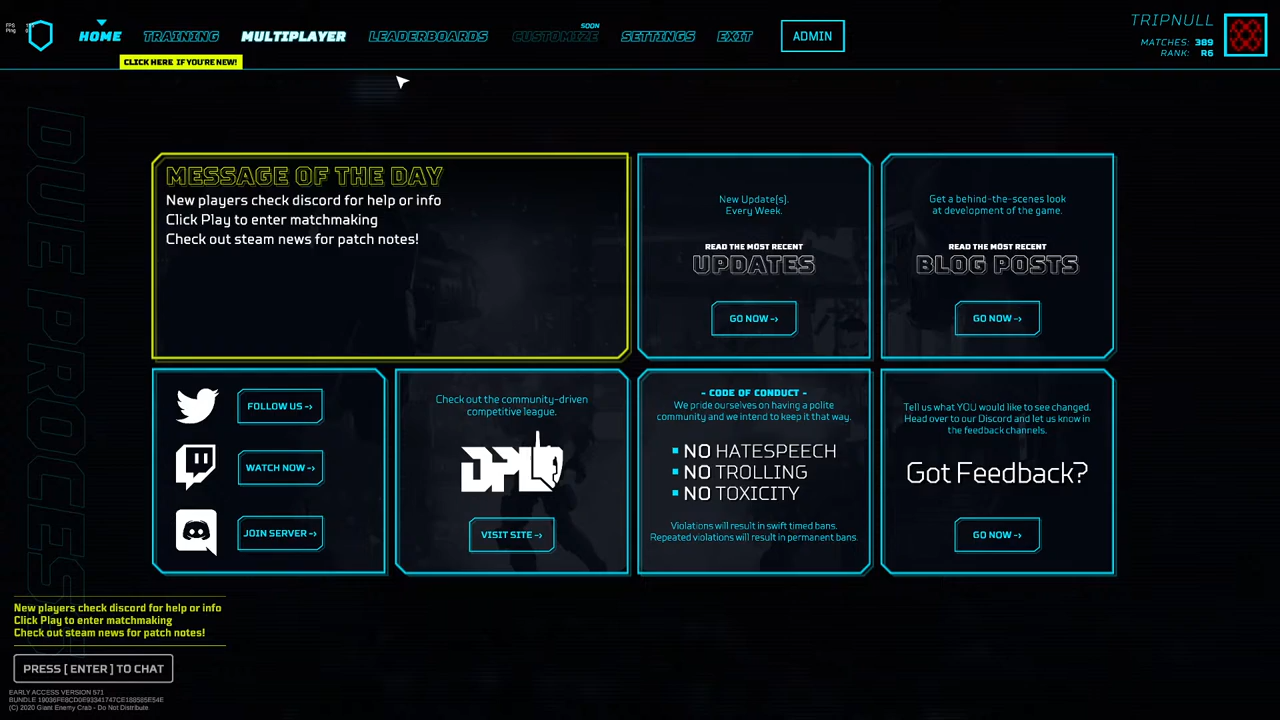 FPS
Ping
HOME
TRAINING
MULTIPLAYER
LEADERBOARDS
SOON
CUSTOMIZE
SETTINGS
EXIT
ADMIN
TRIPNULL
MATCHES: 389
RANK: R6
CLICK HERE IF YOU'RE NEW!
DUE PROCESS
MESSAGE OF THE DAY
New players check discord for help or info
Click Play to enter matchmaking
Check out steam news for patch notes!
New Update[s].
Every Week.
READ THE MOST RECENT
UPDATES
GO NOW ->
Get a behind-the-scenes look
at development of the game.
READ THE MOST RECENT
BLOG POSTS
GO NOW ->
FOLLOW US ->
WATCH NOW ->
JOIN SERVER ->
Check out the community-driven
competitive league.
DPL
VISIT SITE ->
- CODE OF CONDUCT -
We pride ourselves on having a polite
community and we intend to keep it that way.
NO HATESPEECH
NO TROLLING
NO TOXICITY
Violations will result in swift timed bans.
Repeated violations will result in permanent bans.
Tell us what YOU would like to see changed.
Head over to our Discord and let us know in
the feedback channels.
Got Feedback?
GO NOW ->
New players check discord for help or info
Click Play to enter matchmaking
Check out steam news for patch notes!
PRESS [ ENTER ] TO CHAT
EARLY ACCESS VERSION 571
BUNDLE
(C) 2020 Giant Enemy Crab - Do Not Distribute.